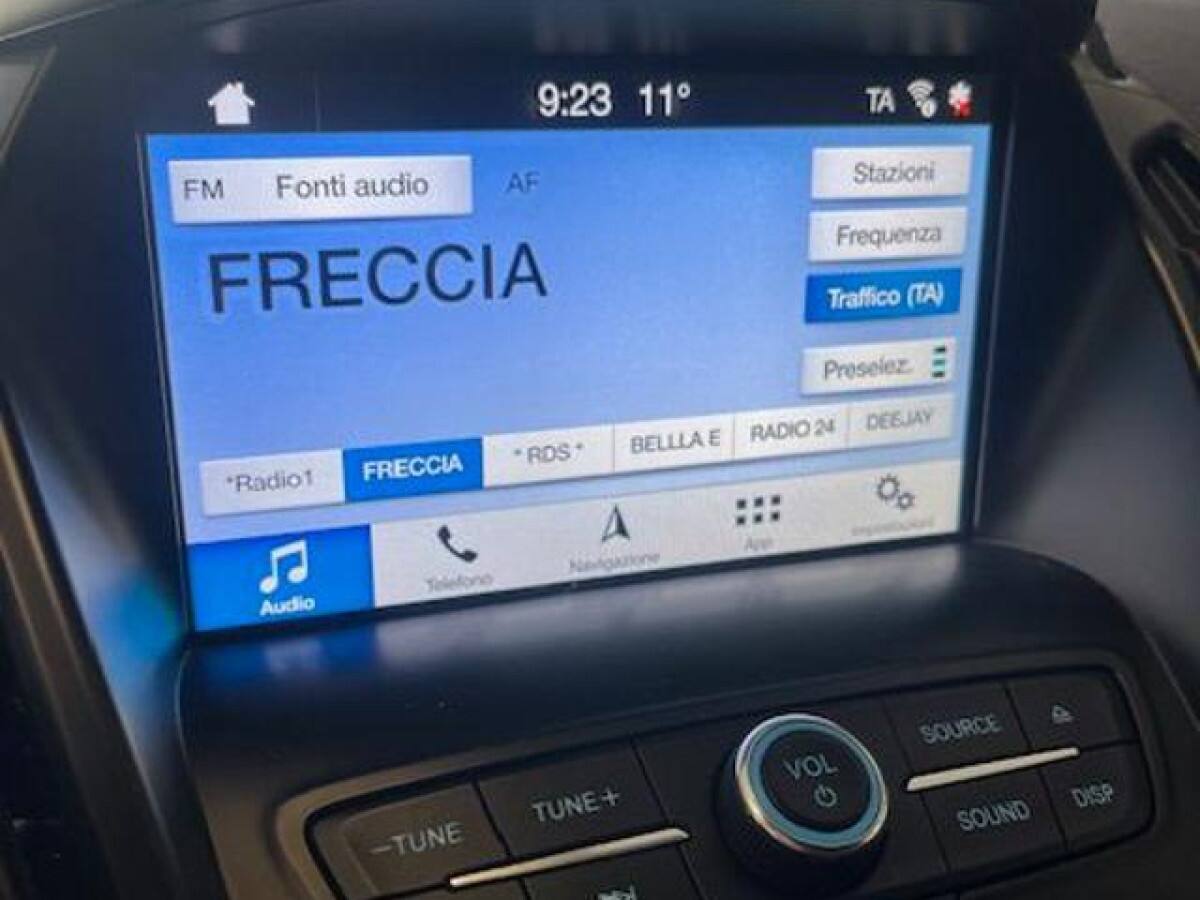 9:23 11° TA
FM Fonti audio AF
Stazioni
FRECCIA
Frequenza
Traffico (TA)
Preselez.
*Radio1 FRECCIA * RDS * BELLLA E RADIO 24 DEEJAY
Audio Telefono Navigazione App Impostazioni
VOL
SOURCE
–TUNE TUNE+
SOUND DISP